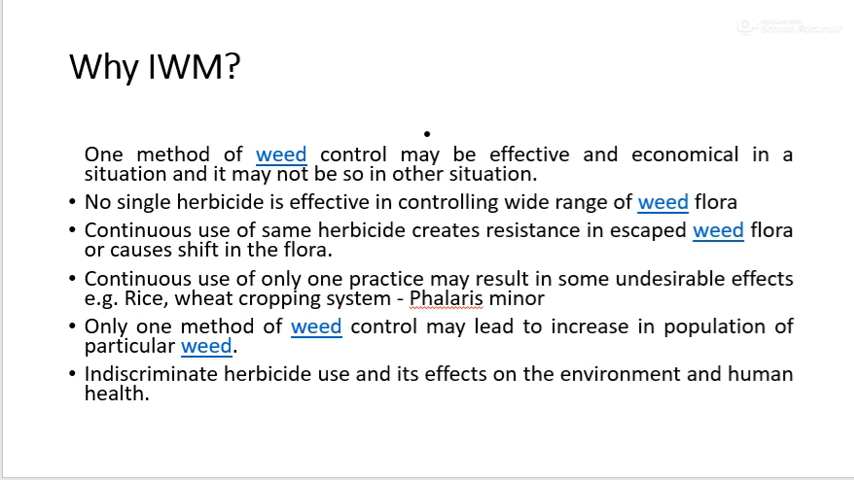 Why IWM?
•
One method of weed control may be effective and economical in a
situation and it may not be so in other situation.
• No single herbicide is effective in controlling wide range of weed flora
• Continuous use of same herbicide creates resistance in escaped weed flora
or causes shift in the flora.
• Continuous use of only one practice may result in some undesirable effects
e.g. Rice, wheat cropping system - Phalaris minor
• Only one method of weed control may lead to increase in population of
particular weed.
• Indiscriminate herbicide use and its effects on the environment and human
health.